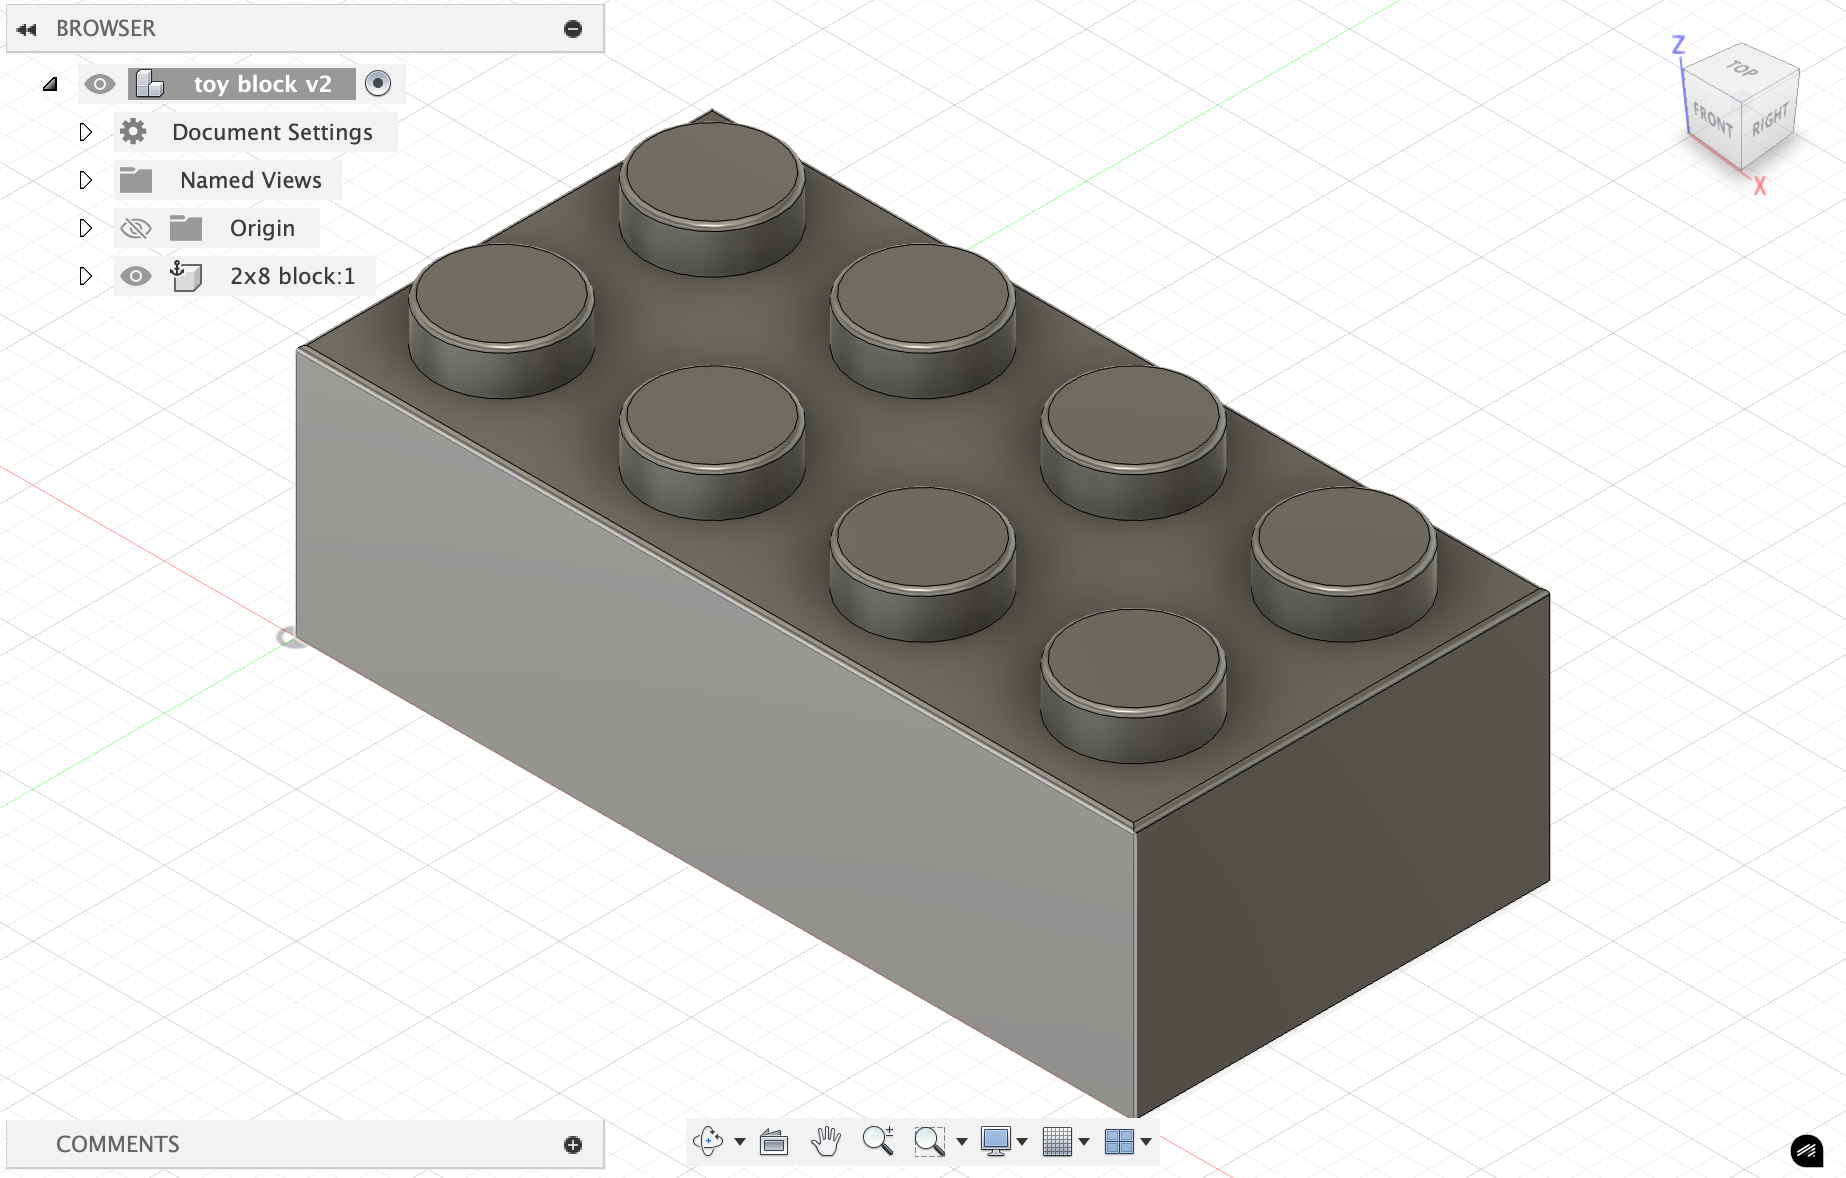 BROWSER
toy block v2
Document Settings
Named Views
Origin
2x8 block:1
Z
TOP
FRONT
RIGHT
X
COMMENTS